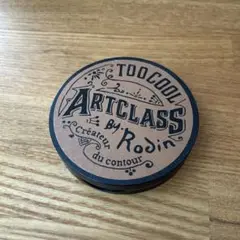 TOO COOL
ARTCLASS
By Rodin
Créateur
du contour